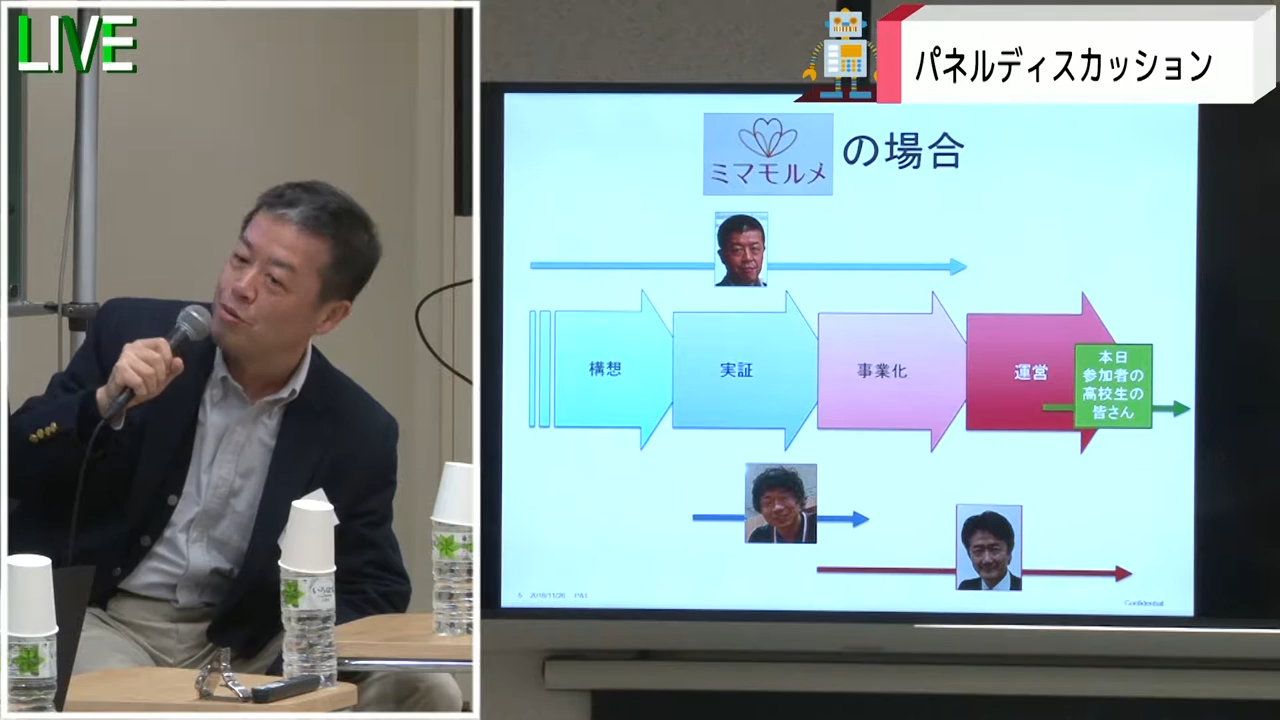 LIVE
パネルディスカッション
ミマモルメ
の場合
構想
実証
事業化
運営
本日
参加者の
高校生の
皆さん
Confidential